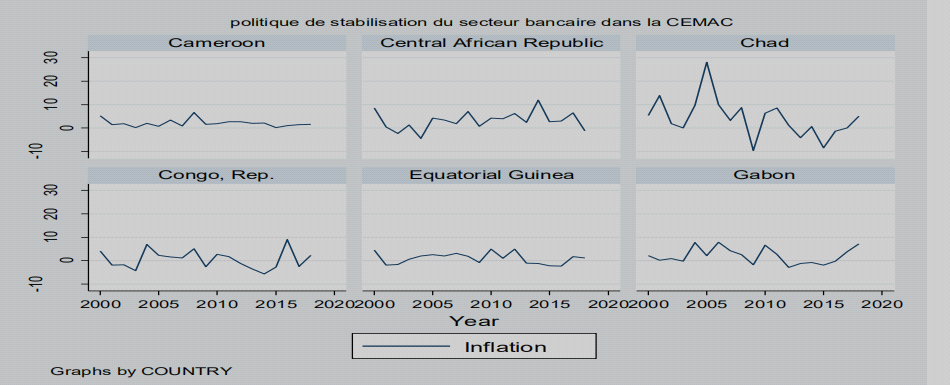 politique de stabilisation du secteur bancaire dans la CEMAC
Cameroon Central African Republic Chad
30
20
10
0
-10
Congo, Rep. Equatorial Guinea Gabon
30
20
10
0
-10
2000 2005 2010 2015 2020 2000 2005 2010 2015 2020 2000 2005 2010 2015 2020
Year
Inflation
Graphs by COUNTRY